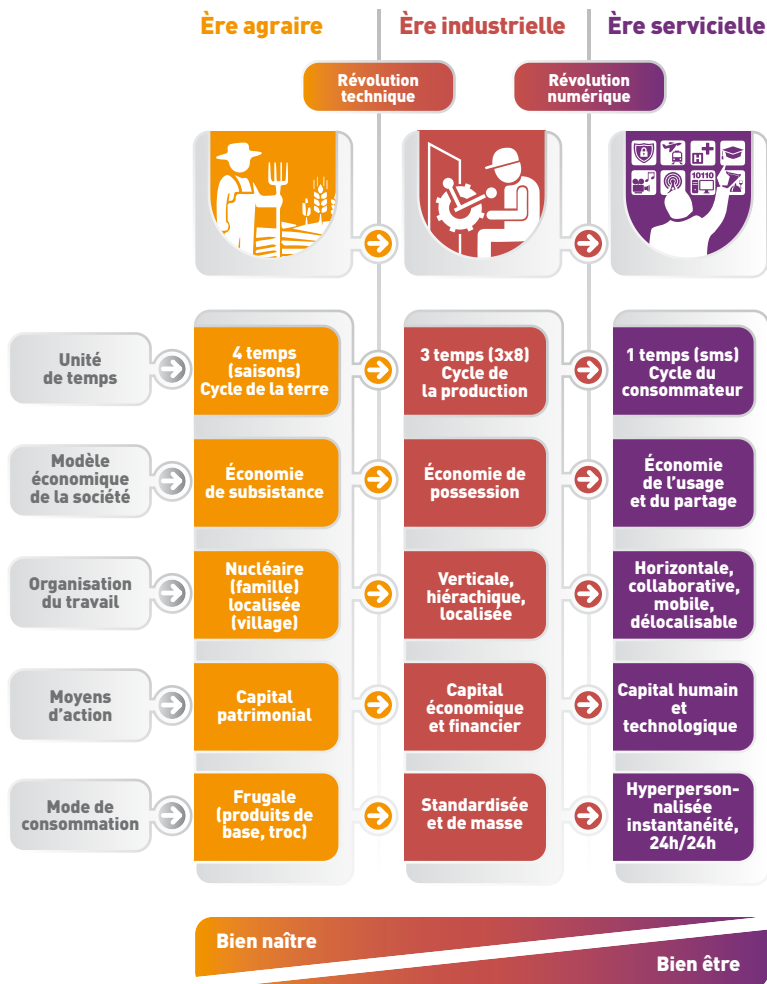 Ère agraire
Ère industrielle
Ère servicielle
Révolution
technique
Révolution
numérique
H
10110
Unité
de temps
4 temps
(saisons)
Cycle de la terre
3 temps (3x8)
Cycle de
la production
1 temps (sms)
Cycle du
consommateur
Modèle
économique
de la société
Économie
de subsistance
Économie de
possession
Économie
de l’usage
et du partage
Organisation
du travail
Nucléaire
(famille)
localisée
(village)
Verticale,
hiérachique,
localisée
Horizontale,
collaborative,
mobile,
délocalisable
Moyens
d’action
Capital
patrimonial
Capital
économique
et financier
Capital humain
et
technologique
Mode de
consommation
Frugale
(produits de
base, troc)
Standardisée
et de masse
Hyperperson-
nalisée
instantanéité,
24h/24h
Bien naître
Bien être